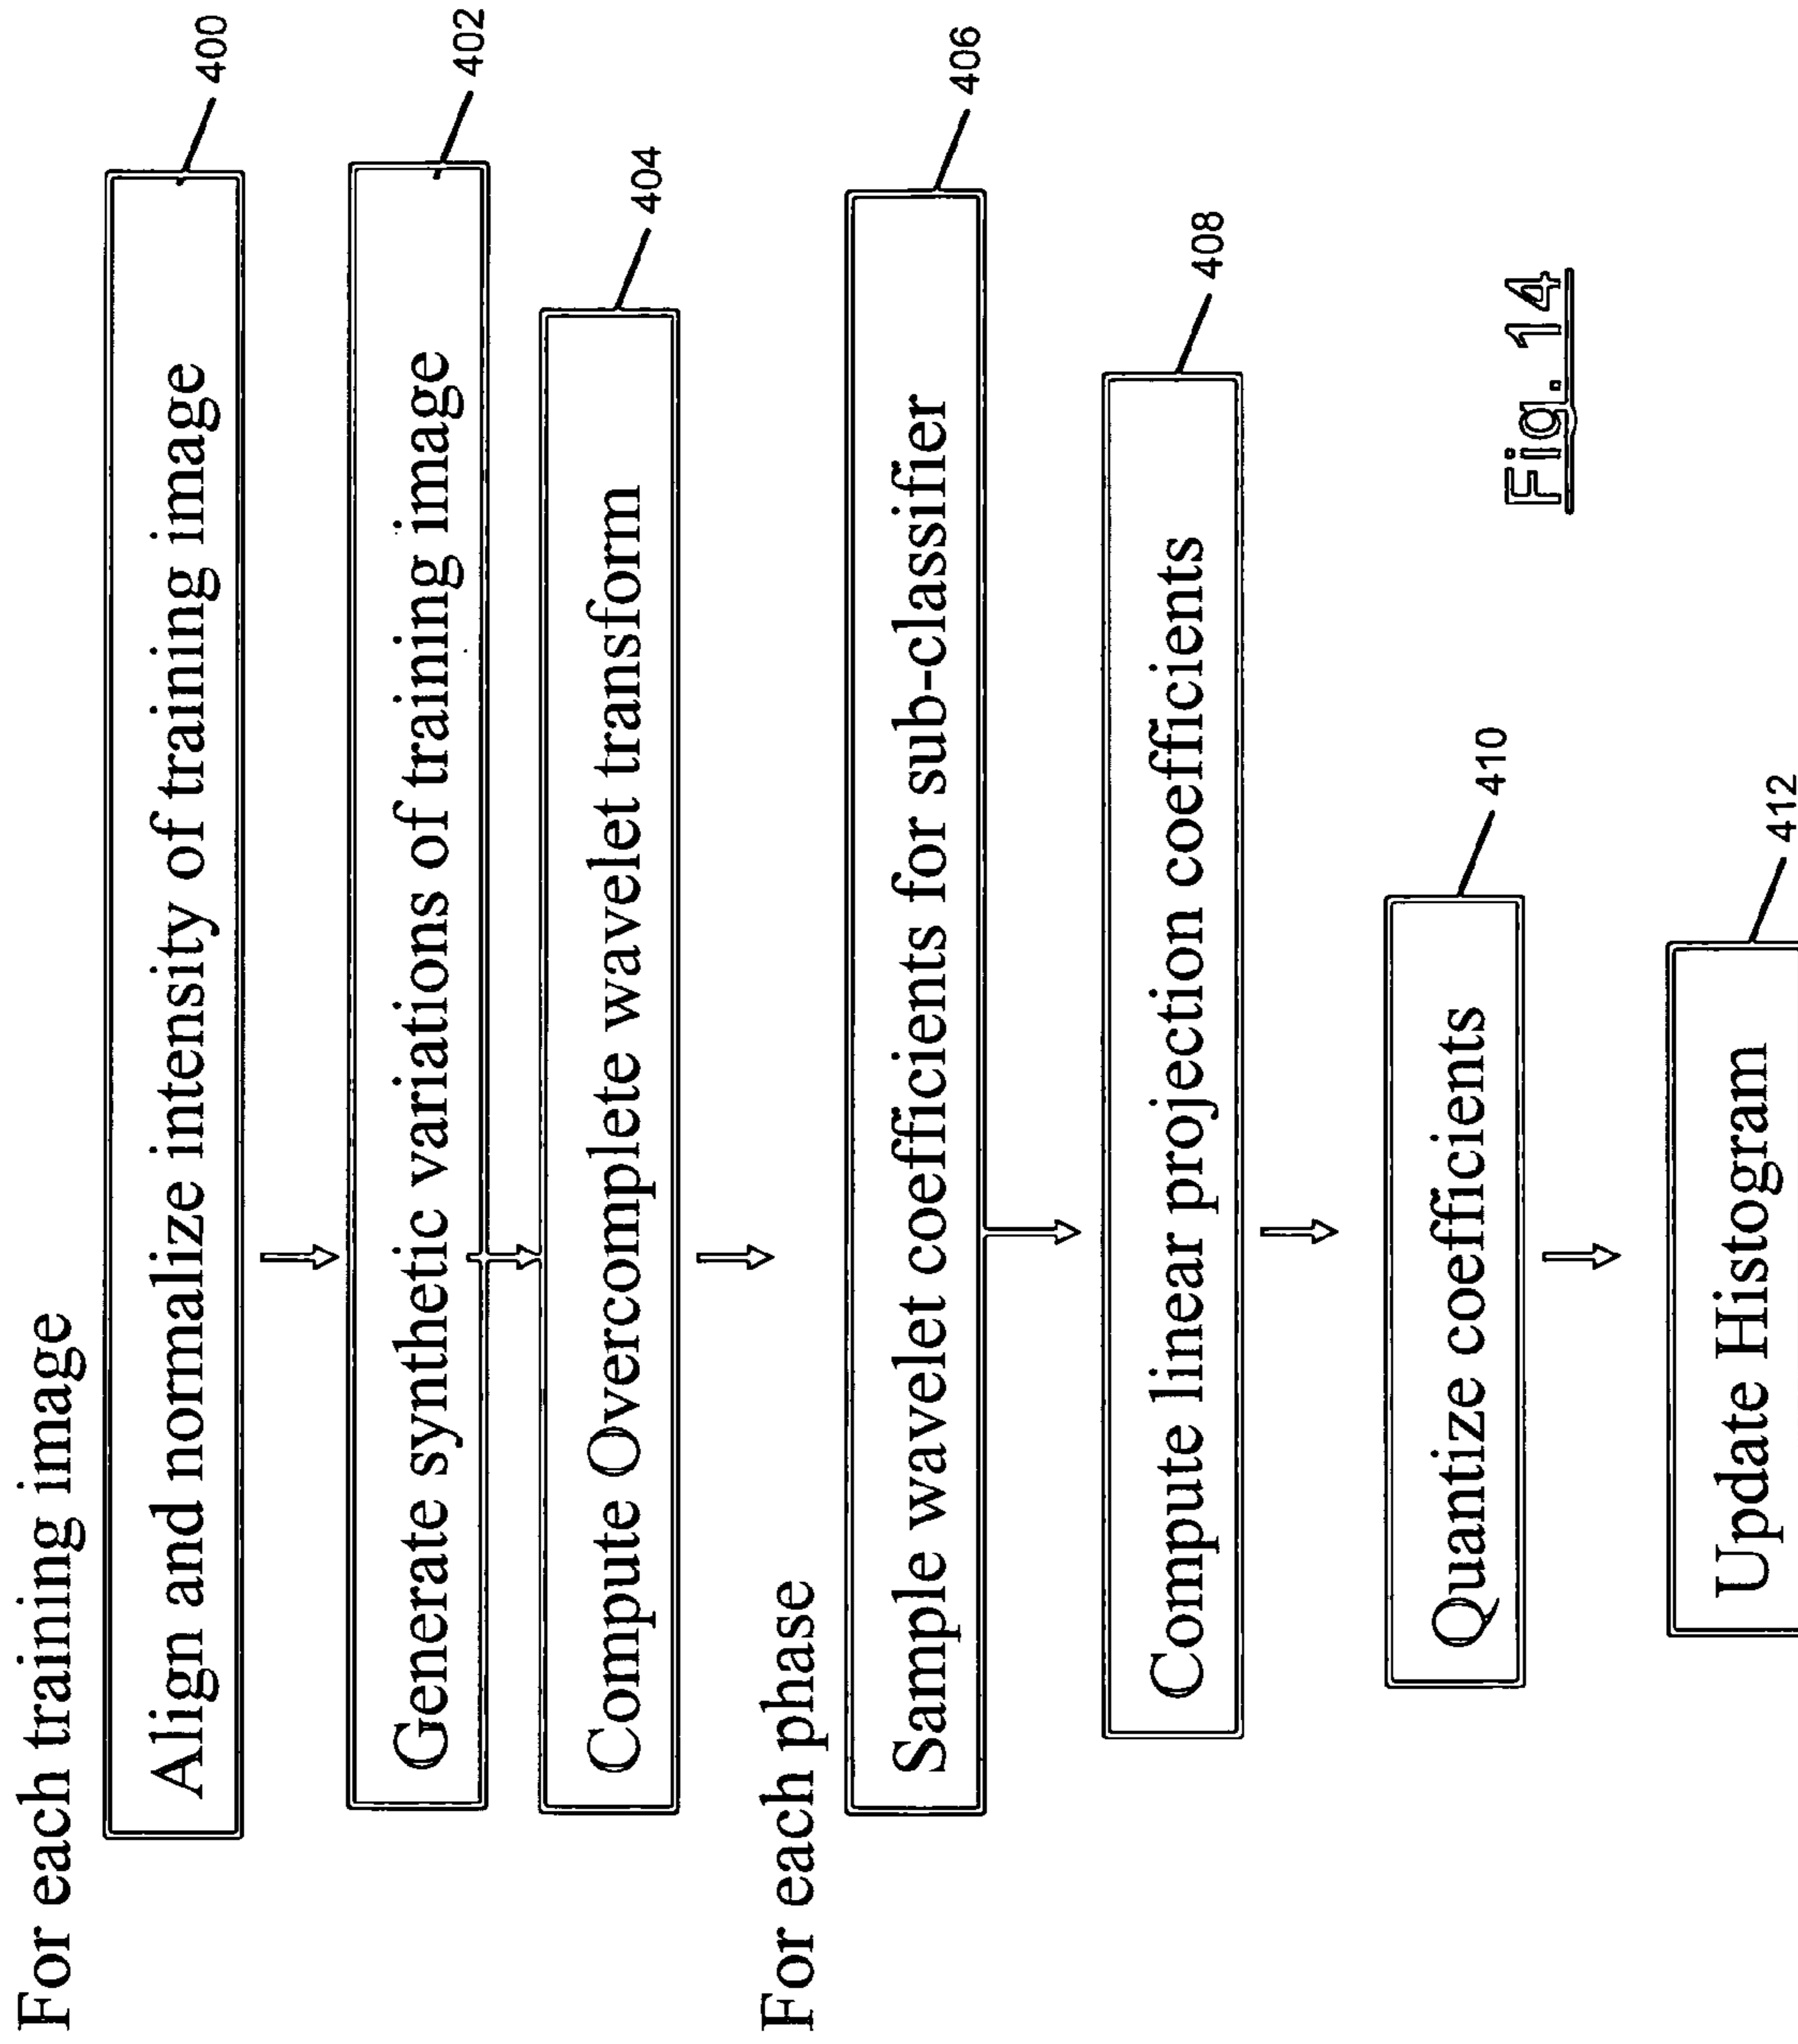 For each training image
Align and normalize intensity of training image
400
Generate synthetic variations of training image
402
Compute Overcomplete wavelet transform
404
For each phase
Sample wavelet coefficients for sub-classifier
406
Compute linear projection coefficients
408
Quantize coefficients
410
Update Histogram
412
Fig. 14